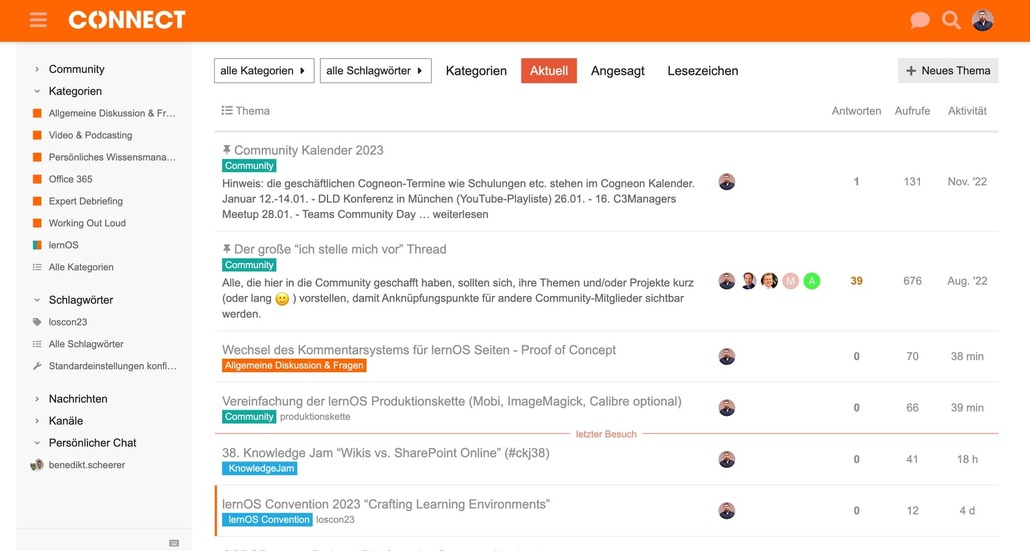 CONNECT
Community
Kategorien
Allgemeine Diskussion & Fr...
Video & Podcasting
Persönliches Wissensmana...
Office 365
Expert Debriefing
Working Out Loud
lernOS
Alle Kategorien
Schlagwörter
loscon23
Alle Schlagwörter
Standardeinstellungen konfi...
Nachrichten
Kanäle
Persönlicher Chat
benedikt.scheerer
alle Kategorien alle Schlagwörter Kategorien Aktuell Angesagt Lesezeichen + Neues Thema
Thema Antworten Aufrufe Aktivität
Community Kalender 2023
Community
Hinweis: die geschäftlichen Cogneon-Termine wie Schulungen etc. stehen im Cogneon Kalender.
Januar 12.-14.01. - DLD Konferenz in München (YouTube-Playliste) 26.01. - 16. C3Managers
Meetup 28.01. - Teams Community Day … weiterlesen
1 131 Nov. '22
Der große “ich stelle mich vor” Thread
Community
Alle, die hier in die Community geschafft haben, sollten sich, ihre Themen und/oder Projekte kurz
(oder lang 🙂 ) vorstellen, damit Anknüpfungspunkte für andere Community-Mitglieder sichtbar
werden.
M A 39 676 Aug. '22
Wechsel des Kommentarsystems für lernOS Seiten - Proof of Concept
Allgemeine Diskussion & Fragen
0 70 38 min
Vereinfachung der lernOS Produktionskette (Mobi, ImageMagick, Calibre optional)
Community produktionskette
0 66 39 min
letzter Besuch
38. Knowledge Jam “Wikis vs. SharePoint Online” (#ckj38)
KnowledgeJam
0 41 18 h
lernOS Convention 2023 “Crafting Learning Environments”
lernOS Convention loscon23
0 12 4 d